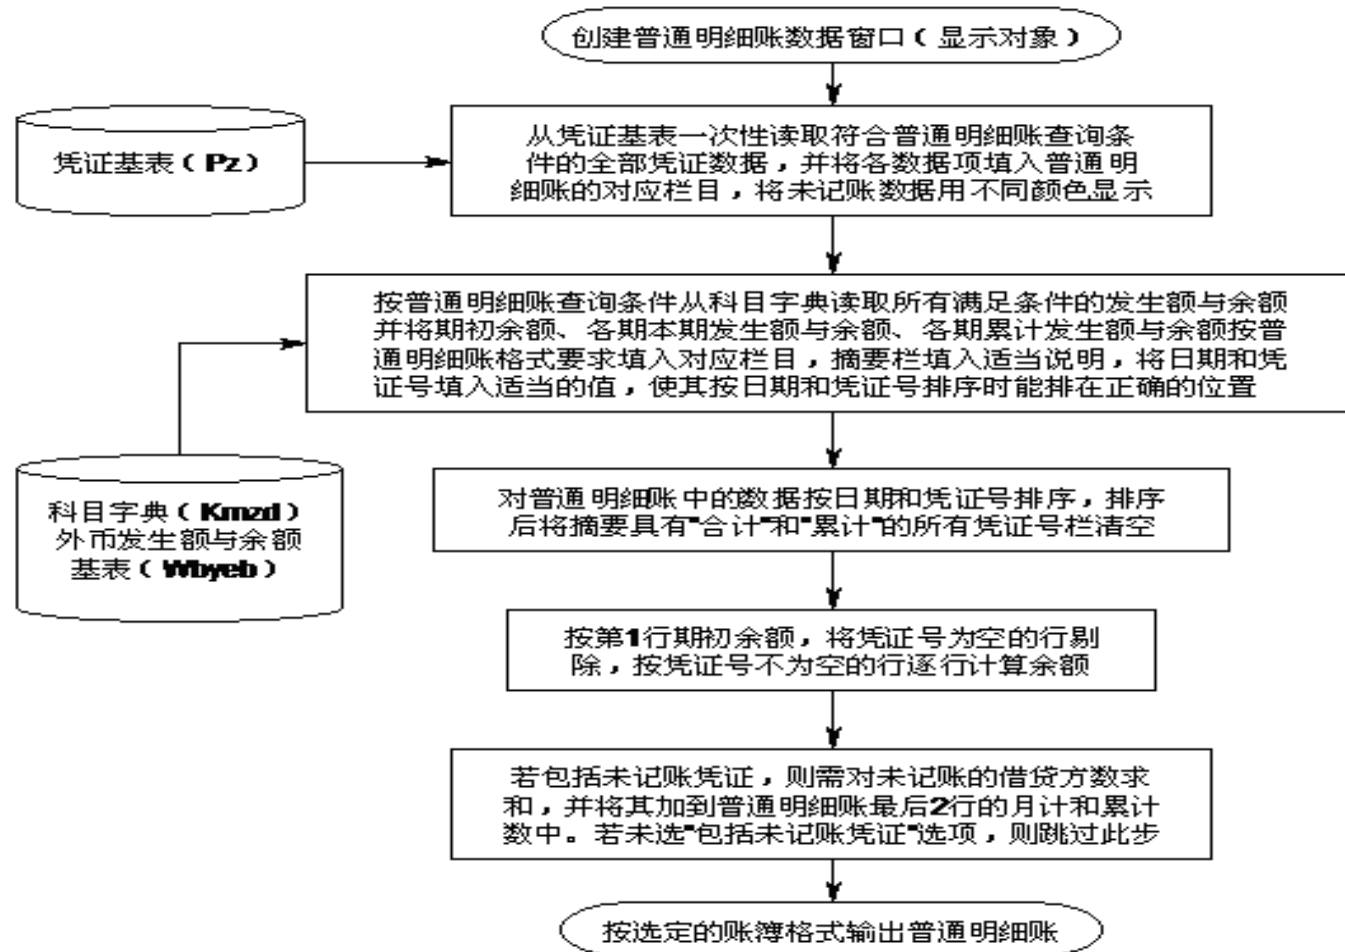 创建普通明细账数据窗口（显示对象）
凭证基表（Pz）
从凭证基表一次性读取符合普通明细账查询条
件的全部凭证数据，并将各数据项填入普通明
细账的对应栏目，将未记账数据用不同颜色显示
按普通明细账查询条件从科目字典读取所有满足条件的发生额与余额
并将期初余额、各期本期发生额与余额、各期累计发生额与余额按普
通明细账格式要求填入对应栏目，摘要栏填入适当说明，将日期和凭
证号填入适当的值，使其按日期和凭证号排序时能排在正确的位置
科目字典（Kmzd）
外币发生额与余额
基表（Wbyeb）
对普通明细账中的数据按日期和凭证号排序，排序
后将摘要具有"合计"和"累计"的所有凭证号栏清空
按第1行期初余额，将凭证号为空的行剔
除，按凭证号不为空的行逐行计算余额
若包括未记账凭证，则需对未记账的借贷方数求
和，并将其加到普通明细账最后2行的月计和累计
数中。若未选"包括未记账凭证"选项，则跳过此步
按选定的账簿格式输出普通明细账